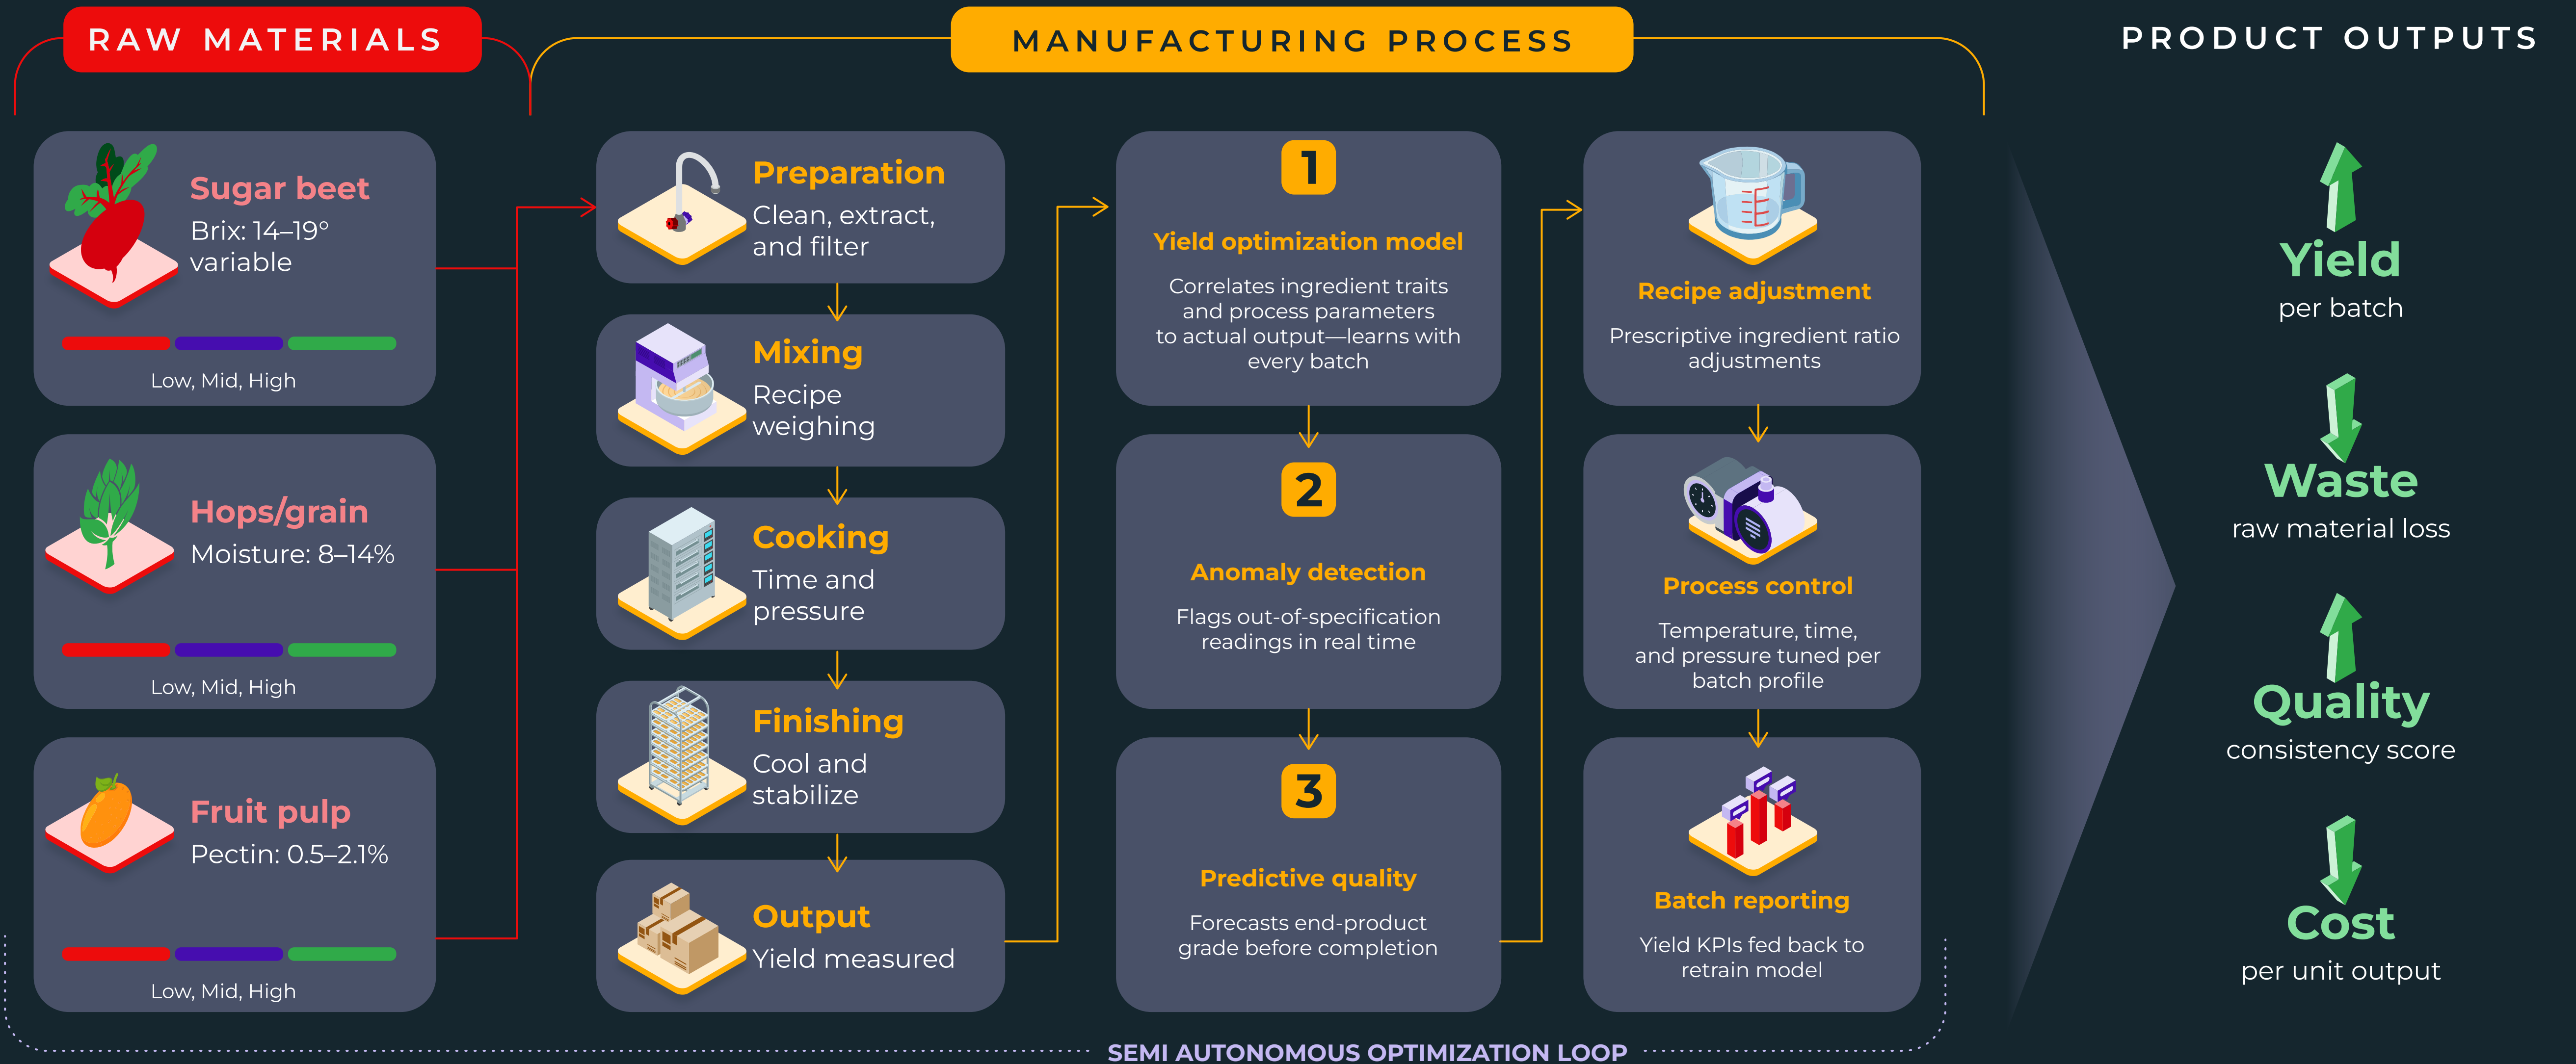 RAW MATERIALS
MANUFACTURING PROCESS
PRODUCT OUTPUTS
Sugar beet
Brix: 14–19°
variable
Low, Mid, High
Hops/grain
Moisture: 8–14%
Low, Mid, High
Fruit pulp
Pectin: 0.5–2.1%
Low, Mid, High
Preparation
Clean, extract,
and filter
Mixing
Recipe
weighing
Cooking
Time and
pressure
Finishing
Cool and
stabilize
Output
Yield measured
1
Yield optimization model
Correlates ingredient traits
and process parameters
to actual output—learns with
every batch
2
Anomaly detection
Flags out-of-specification
readings in real time
3
Predictive quality
Forecasts end-product
grade before completion
Recipe adjustment
Prescriptive ingredient ratio
adjustments
Process control
Temperature, time,
and pressure tuned per
batch profile
Batch reporting
Yield KPIs fed back to
retrain model
Yield
per batch
Waste
raw material loss
Quality
consistency score
Cost
per unit output
SEMI AUTONOMOUS OPTIMIZATION LOOP